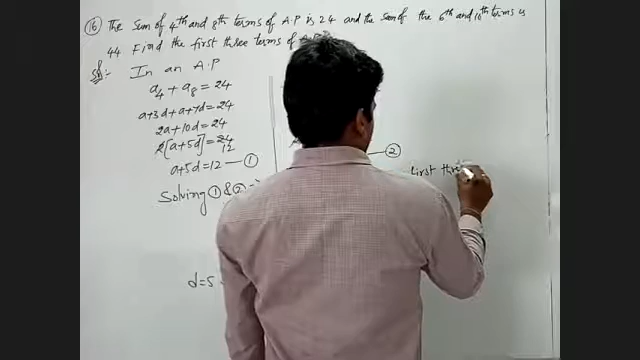 16 The Sum of 4th and 8th terms of A.P is 24 and the sum of the 6th and 10th terms is
44 Find the first three terms of A.P
Sol:- In an A.P
a4 + a8 = 24
a+3d+a+7d=24
2a+10d=24
2[a+5d]=24 12
a+5d=12 — 1
— 2
Solving 1 & 2
d=5
first thre